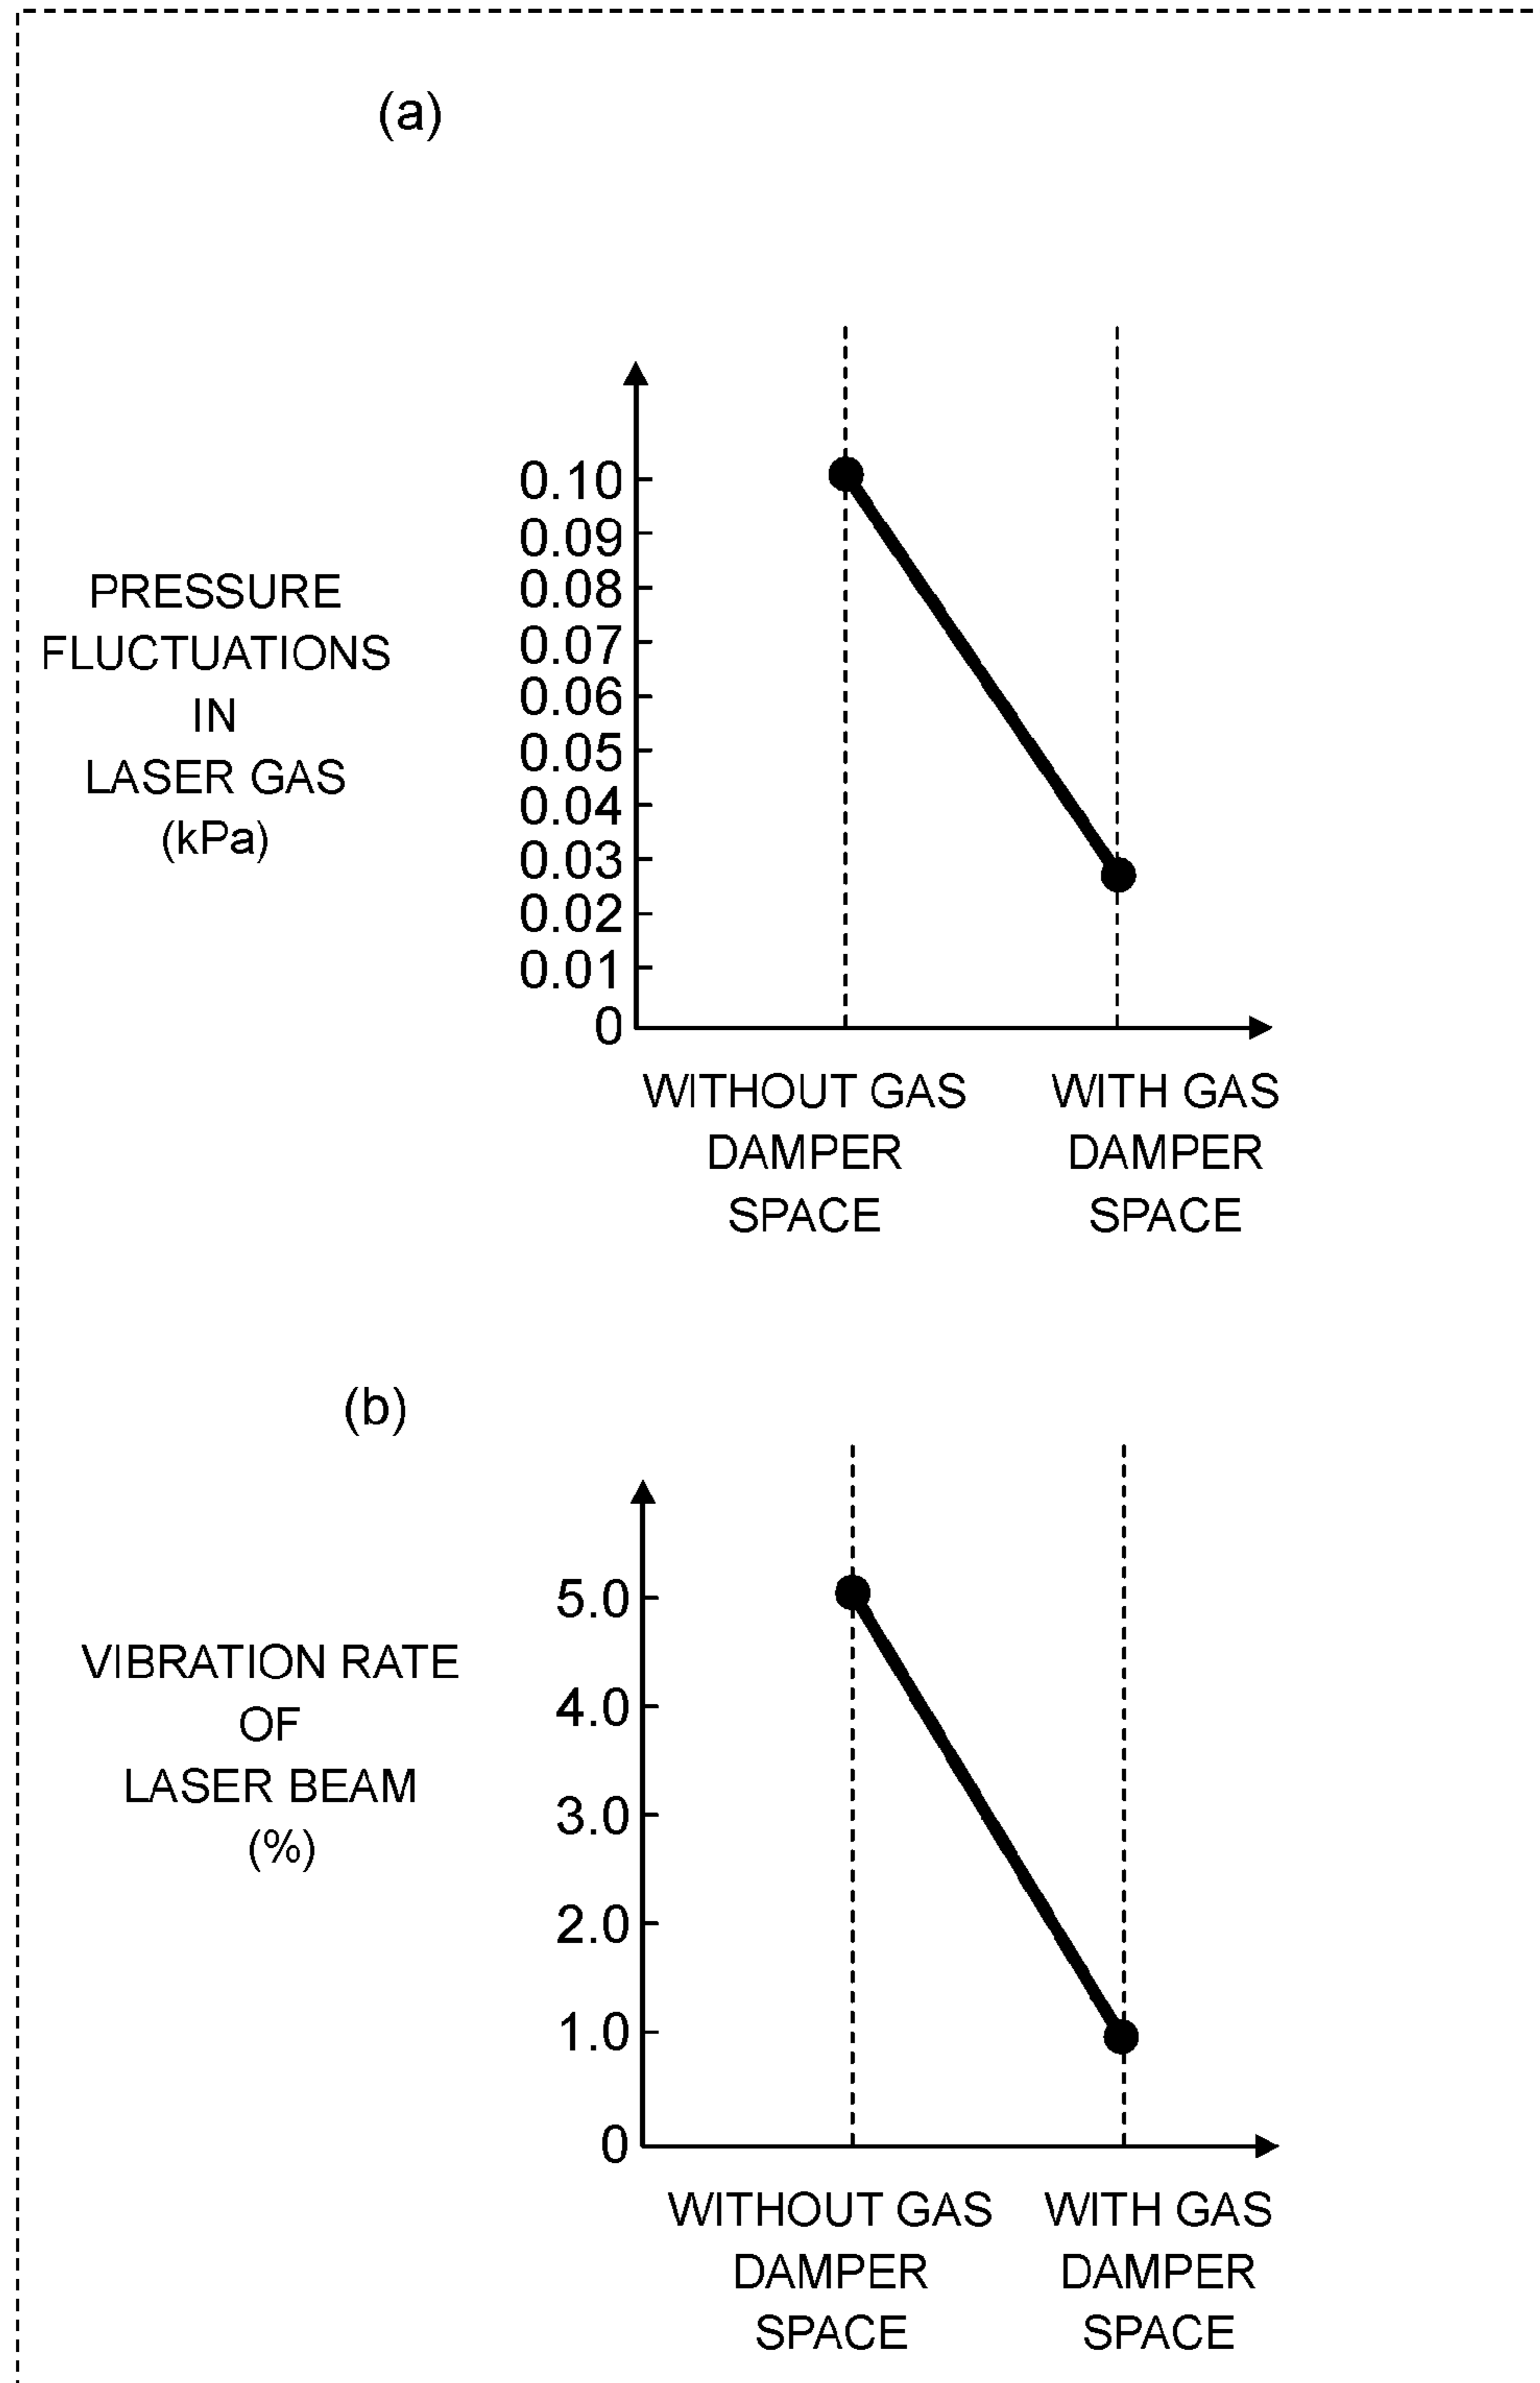 (a)
PRESSURE
FLUCTUATIONS
IN
LASER GAS
(kPa)
0.10
0.09
0.08
0.07
0.06
0.05
0.04
0.03
0.02
0.01
0
WITHOUT GAS
DAMPER
SPACE
WITH GAS
DAMPER
SPACE
(b)
VIBRATION RATE
OF
LASER BEAM
(%)
5.0
4.0
3.0
2.0
1.0
0
WITHOUT GAS
DAMPER
SPACE
WITH GAS
DAMPER
SPACE